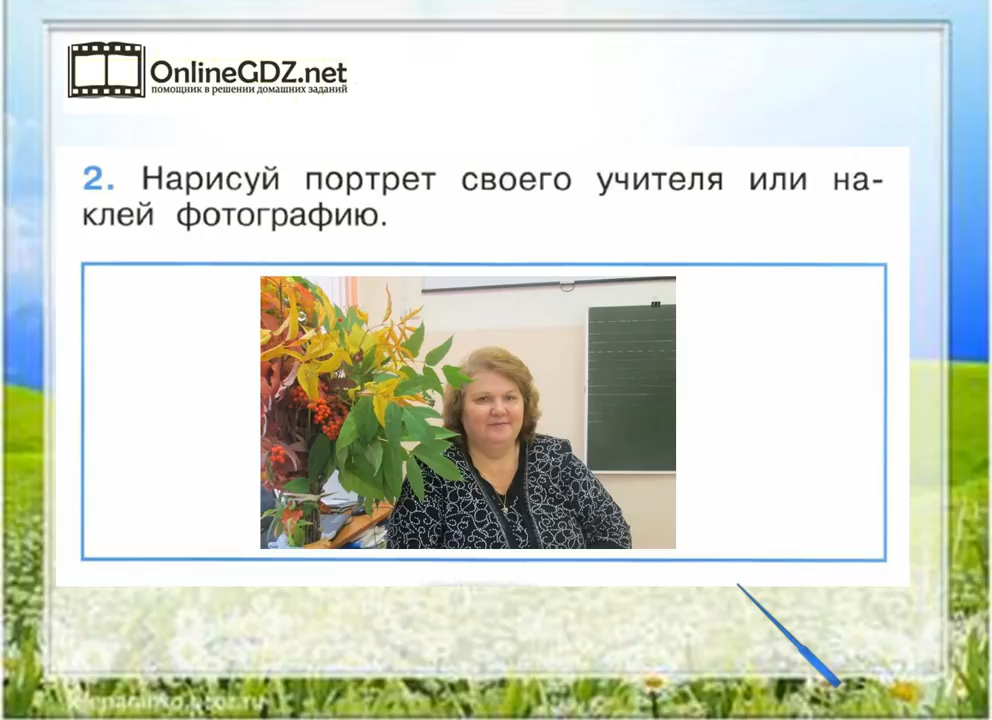 OnlineGDZ.net
помощник в решении домашних заданий
2. Нарисуй портрет своего учителя или на-
клей фотографию.